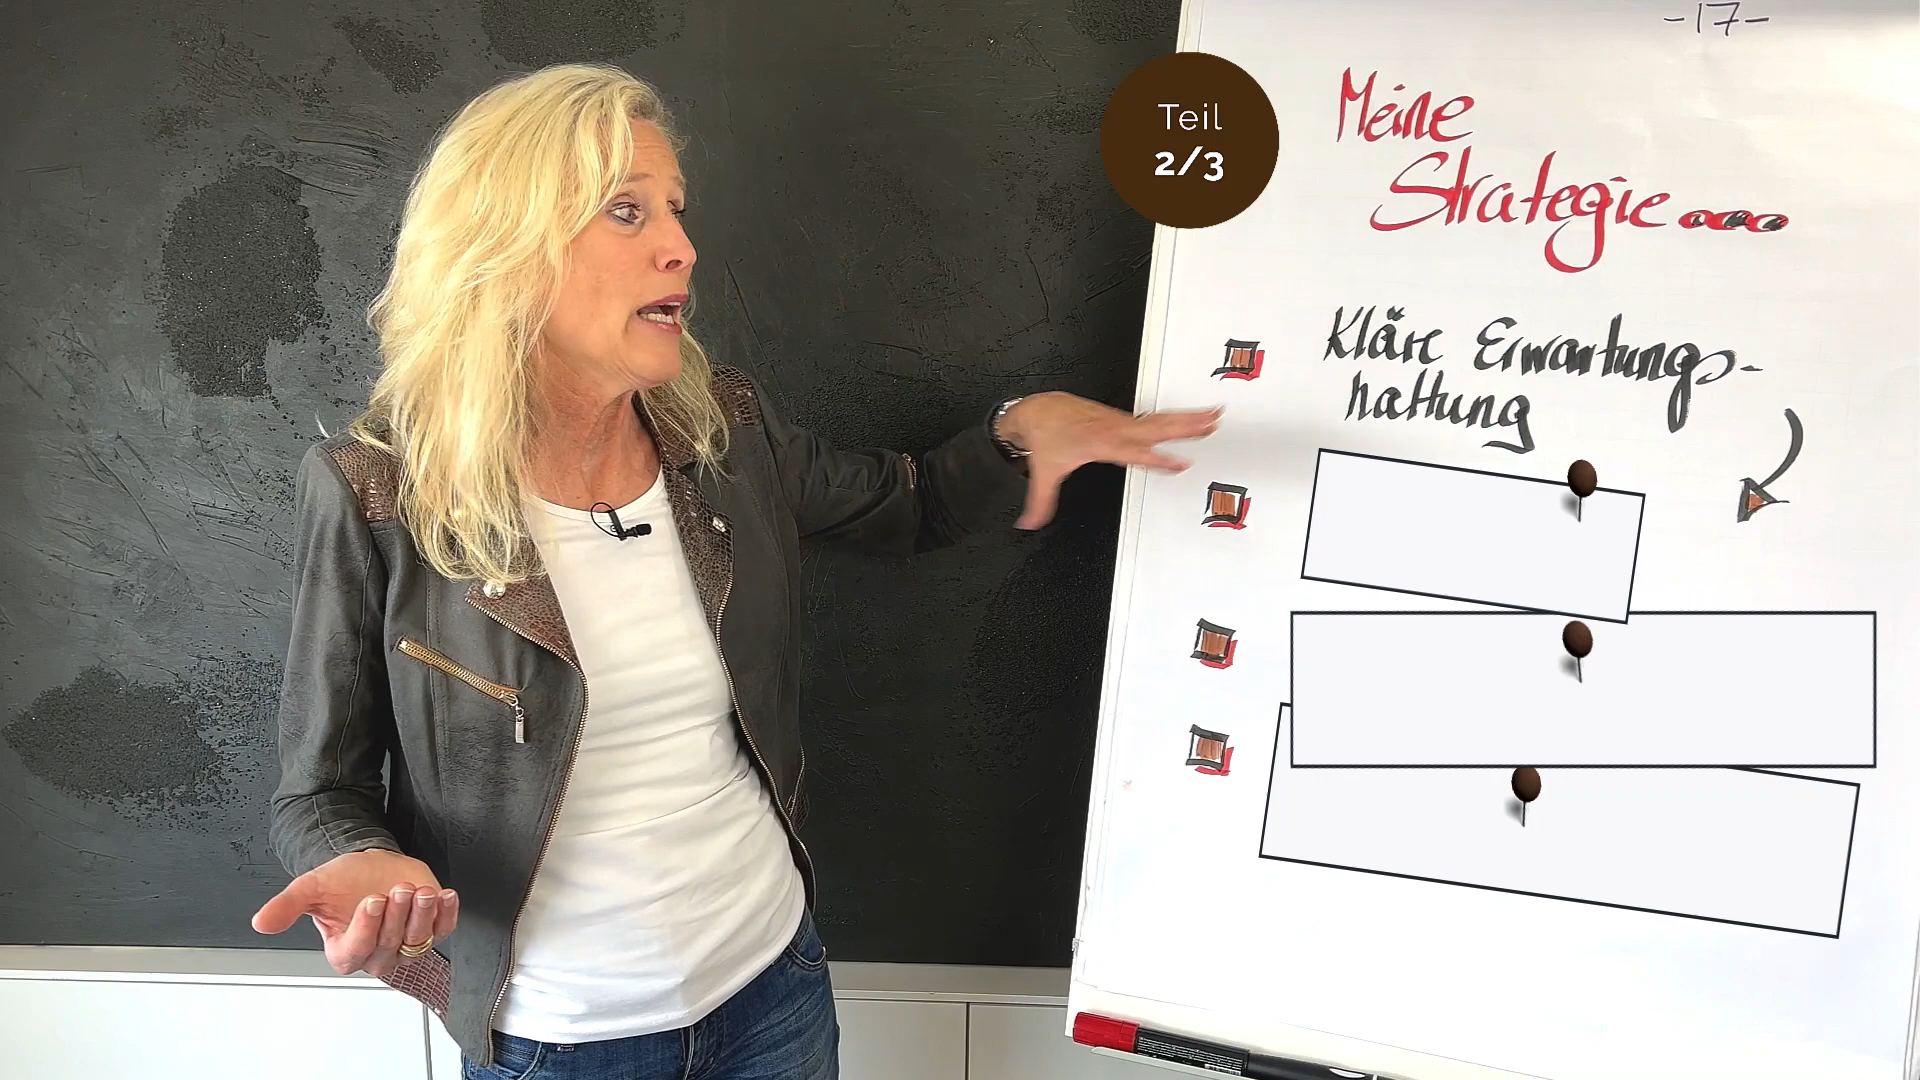 -17-
Teil
2/3
Meine
Strategie...
Kläre Erwartungs-
haltung